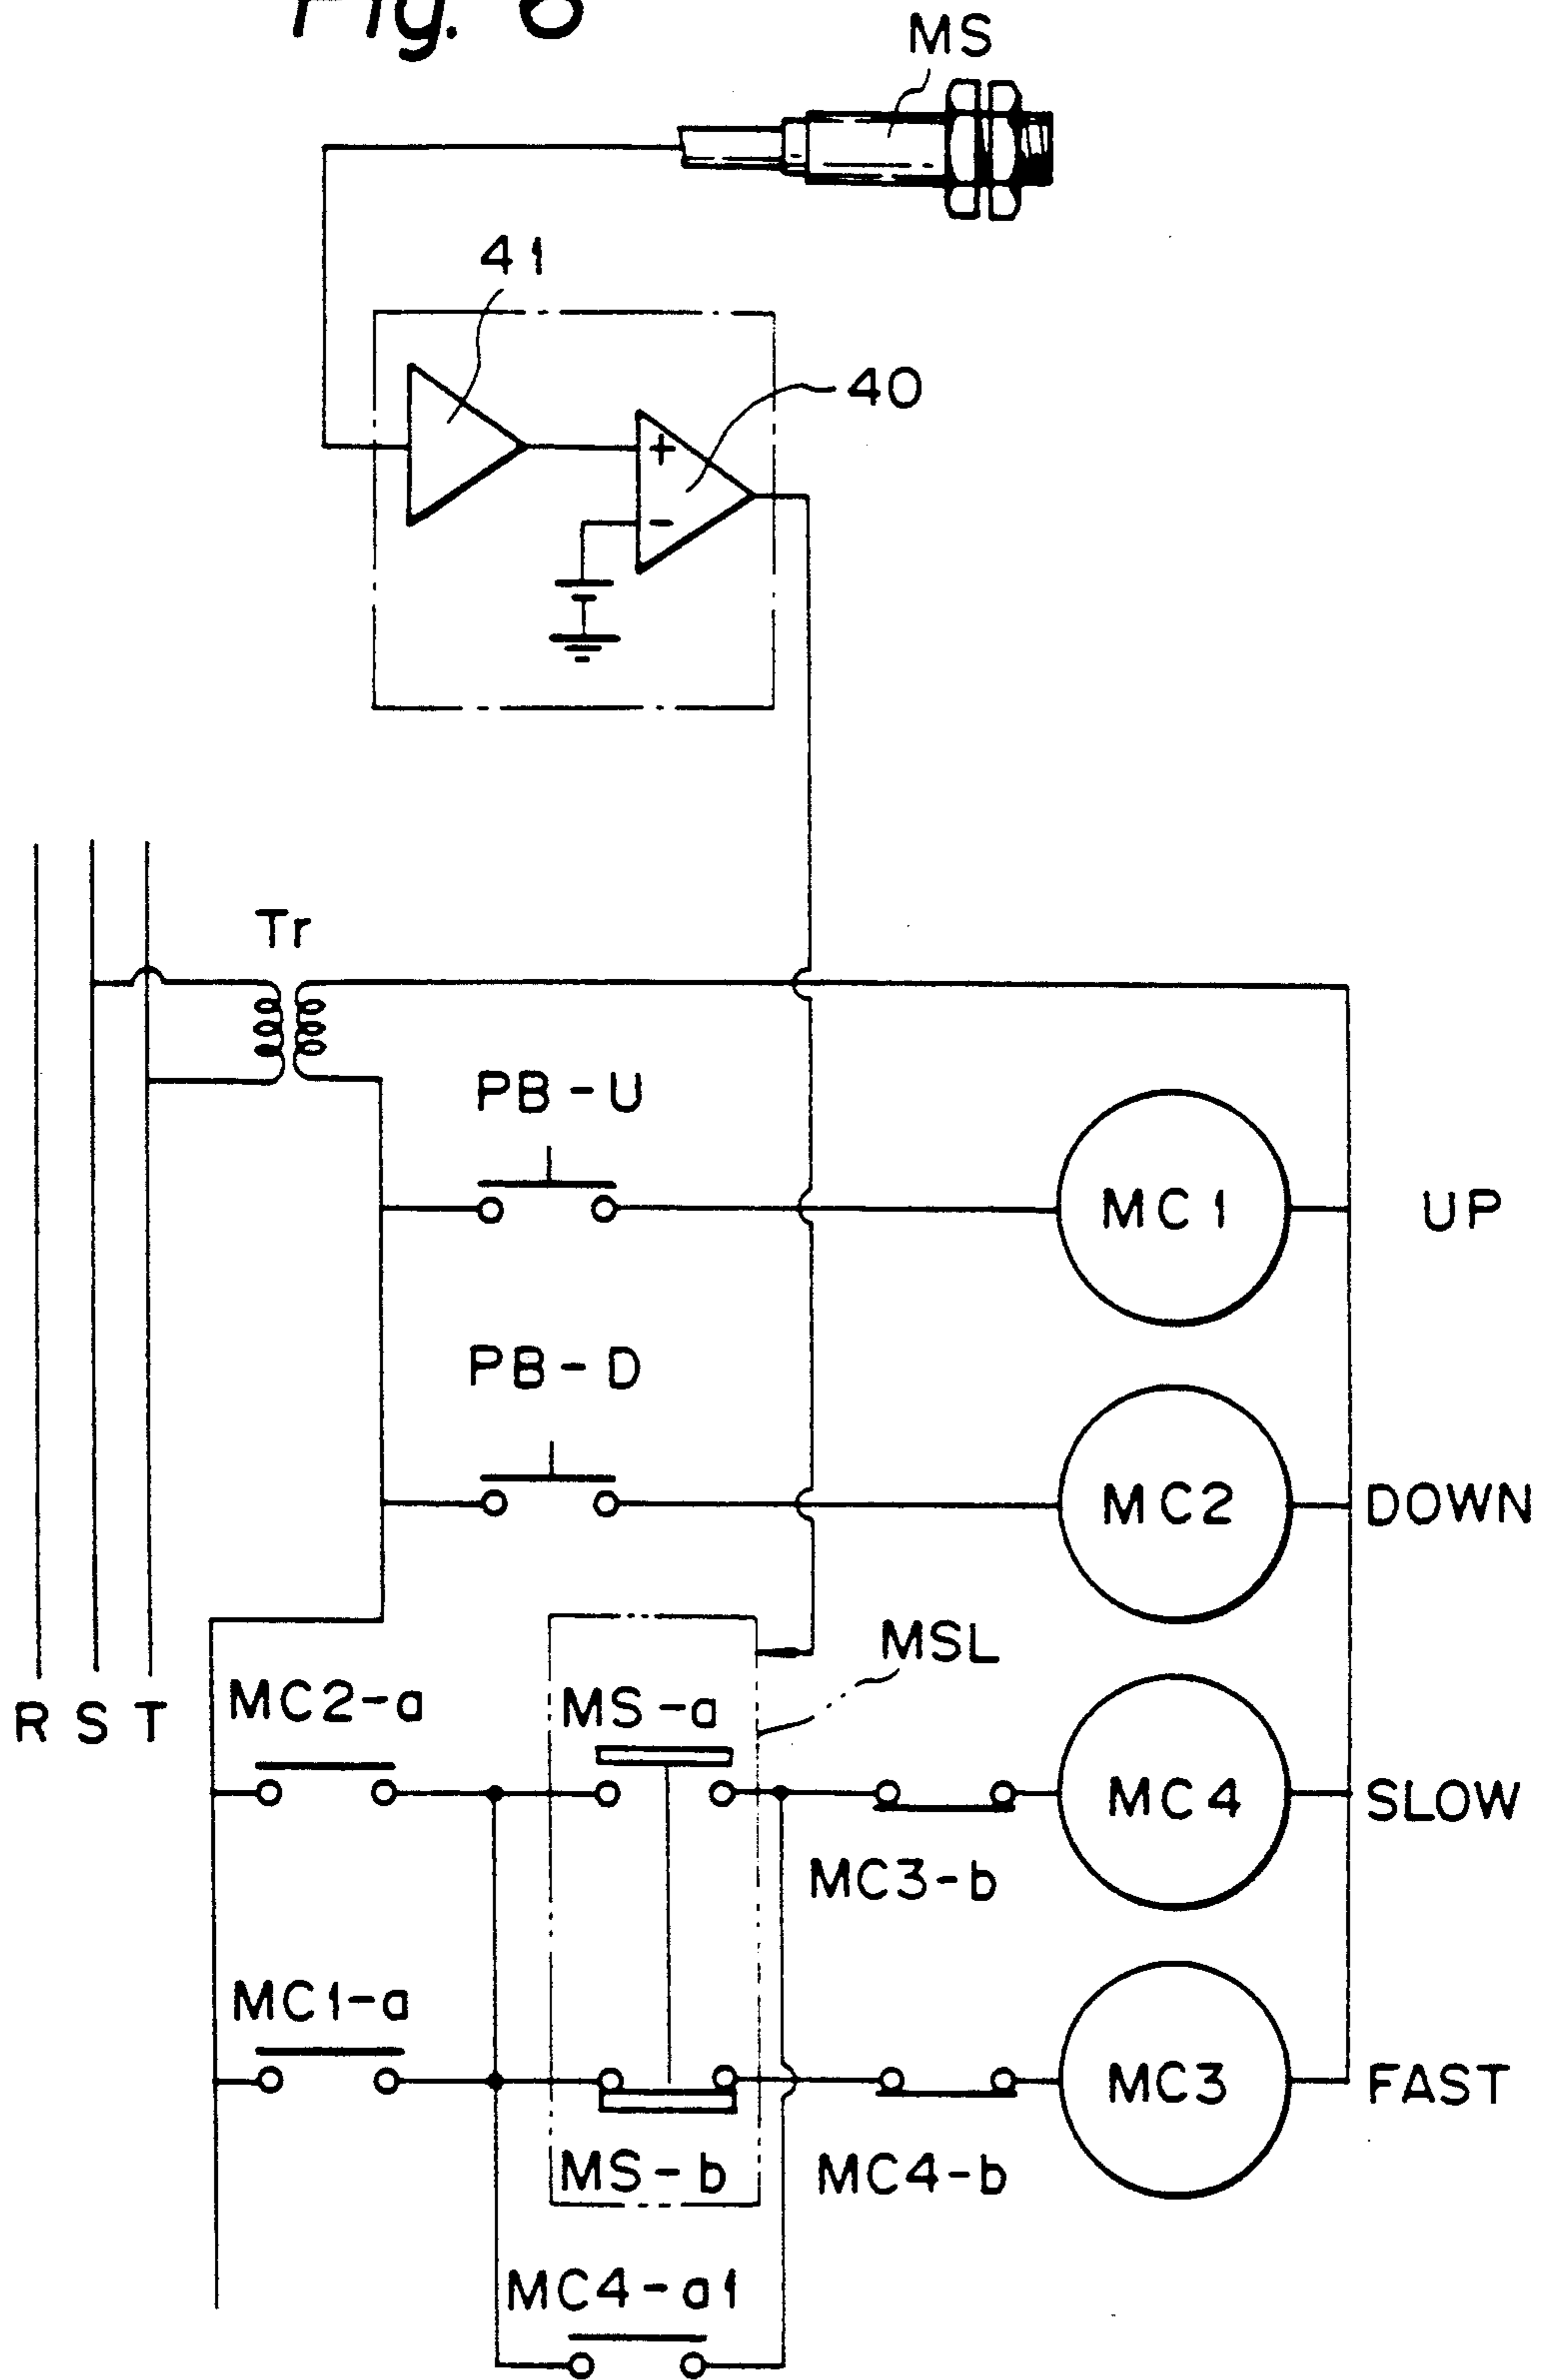 Fig. 6
MS
41
40
+
-
Tr
PB-U
MC1 UP
PB-D
MC2 DOWN
MSL
R S T
MC2-a MS-a
MC4 SLOW
MC3-b
MC1-a
MC3 FAST
MS-b MC4-b
MC4-a1